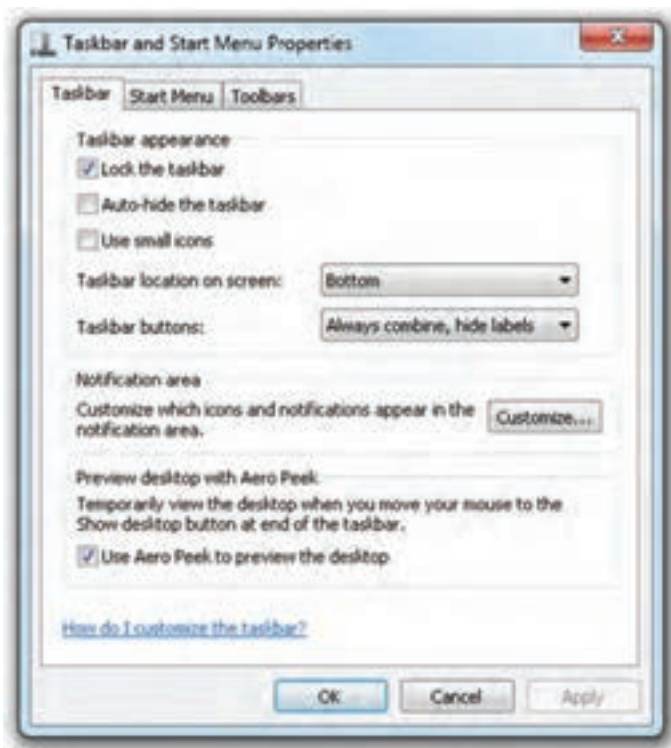 Taskbar and Start Menu Properties
Taskbar Start Menu Toolbars
Taskbar appearance
Lock the taskbar
Auto-hide the taskbar
Use small icons
Taskbar location on screen: Bottom
Taskbar buttons: Always combine, hide labels
Notification area
Customize which icons and notifications appear in the
notification area.
Customize...
Preview desktop with Aero Peek
Temporarily view the desktop when you move your mouse to the
Show desktop button at end of the taskbar.
Use Aero Peek to preview the desktop
How do I customize the taskbar?
OK Cancel Apply